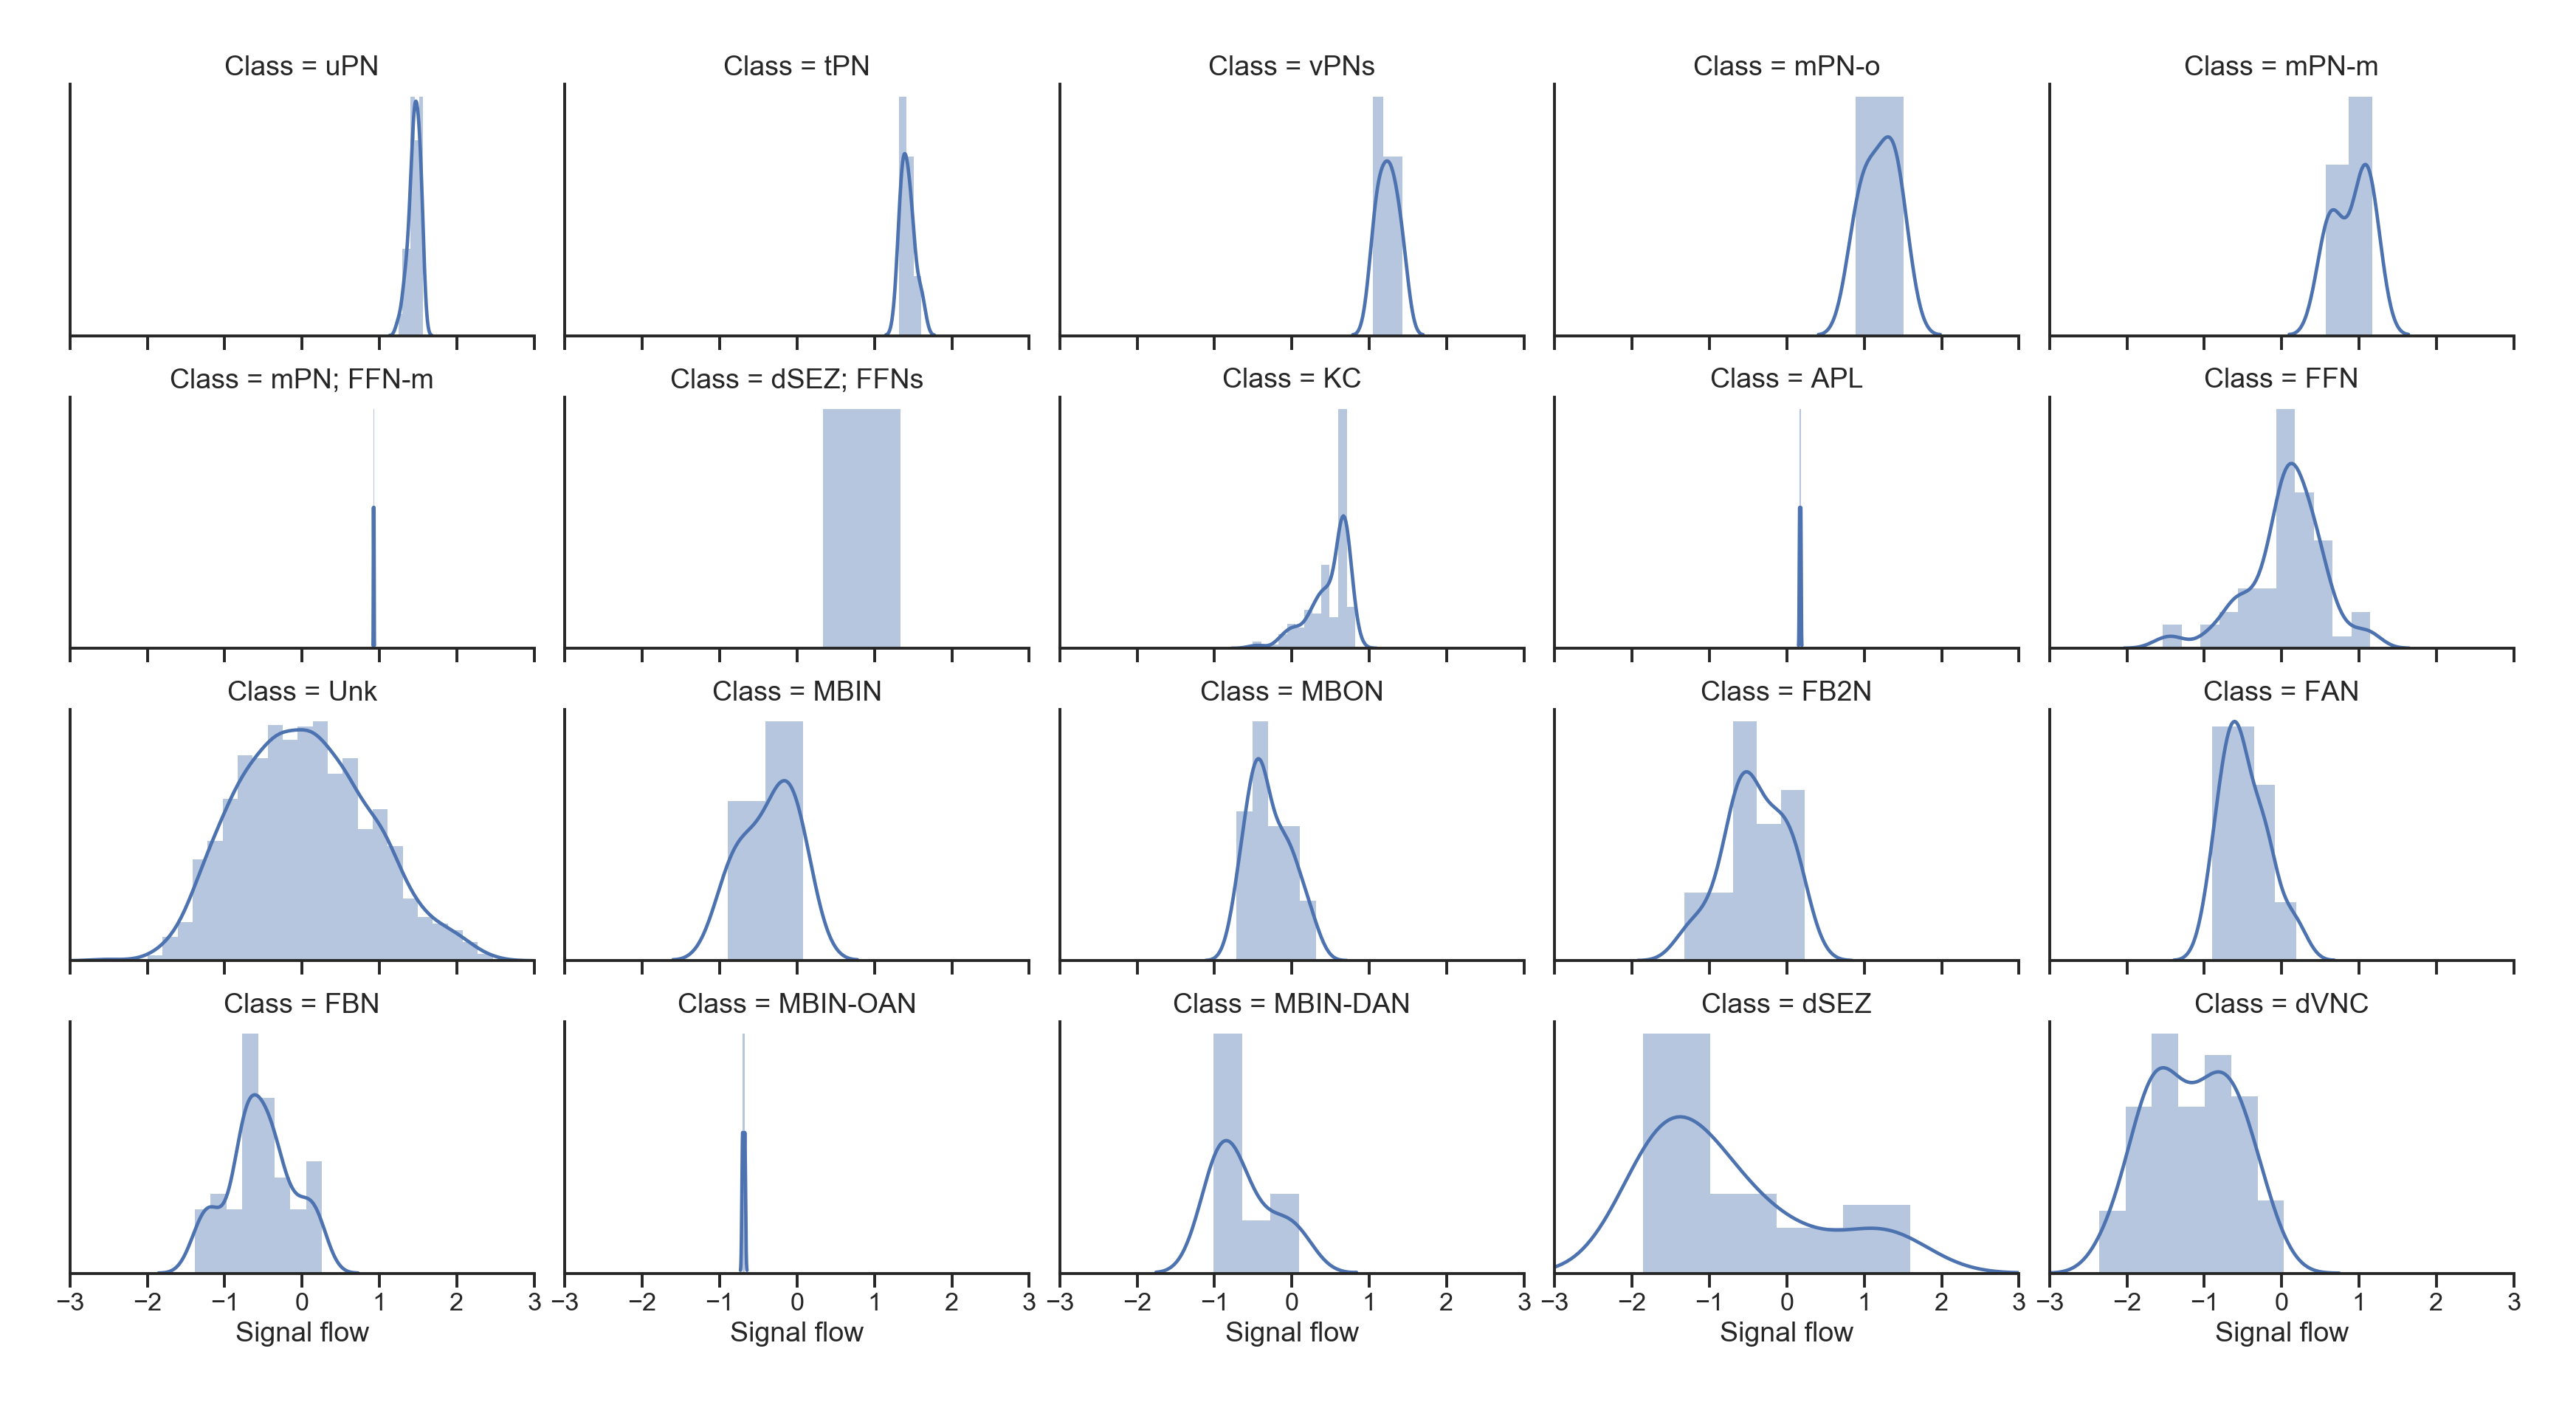 Class = uPN
Class = tPN
Class = vPNs
Class = mPN-o
Class = mPN-m
Class = mPN; FFN-m
Class = dSEZ; FFNs
Class = KC
Class = APL
Class = FFN
Class = Unk
Class = MBIN
Class = MBON
Class = FB2N
Class = FAN
Class = FBN
Class = MBIN-OAN
Class = MBIN-DAN
Class = dSEZ
Class = dVNC
−3 −2 −1 0 1 2 3
−3 −2 −1 0 1 2 3
−3 −2 −1 0 1 2 3
−3 −2 −1 0 1 2 3
−3 −2 −1 0 1 2 3
Signal flow
Signal flow
Signal flow
Signal flow
Signal flow